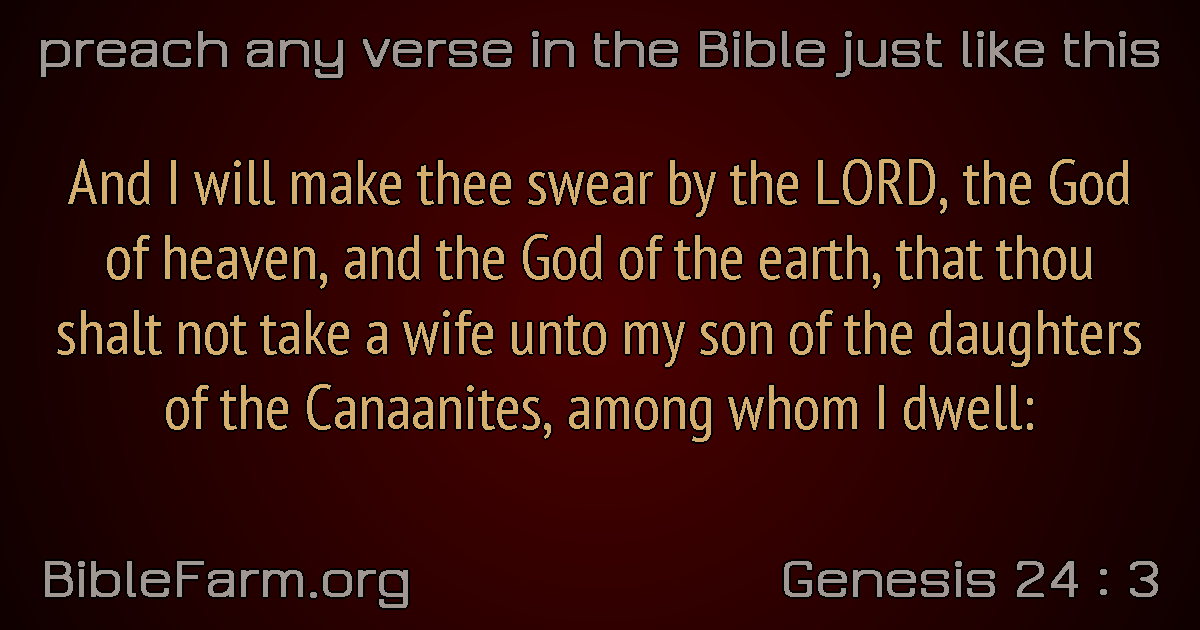 preach any verse in the Bible just like this
And I will make thee swear by the LORD, the God
of heaven, and the God of the earth, that thou
shalt not take a wife unto my son of the daughters
of the Canaanites, among whom I dwell:
BibleFarm.org
Genesis 24 : 3